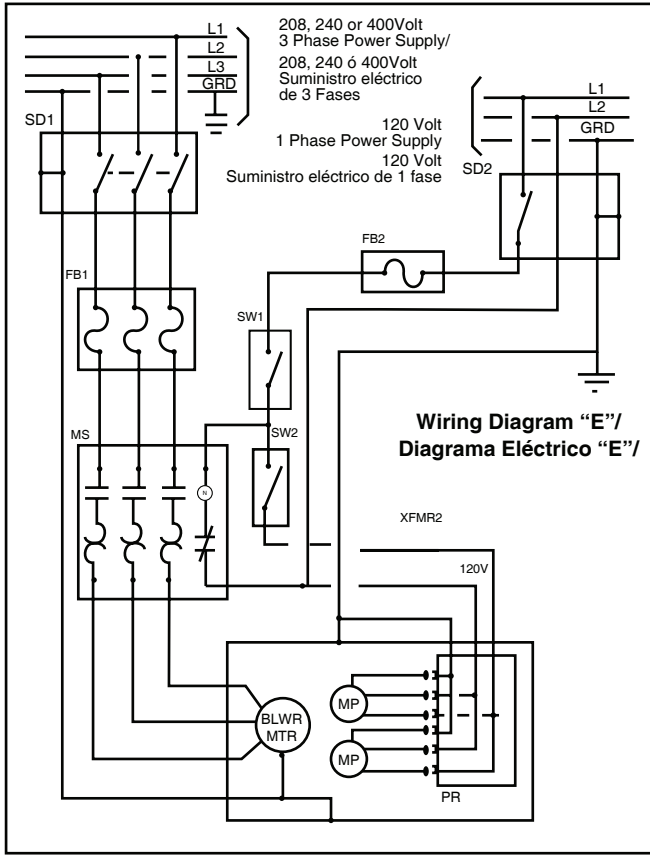 L1
L2
L3
GRD
208, 240 or 400Volt
3 Phase Power Supply/
208, 240 ó 400Volt
Suministro eléctrico
de 3 Fases
SD1
120 Volt
1 Phase Power Supply
120 Volt
Suministro eléctrico de 1 fase
L1
L2
GRD
SD2
FB2
FB1
SW1
SW2
MS
N
Wiring Diagram “E”/
Diagrama Eléctrico “E”/
XFMR2
120V
BLWR
MTR
MP
MP
PR